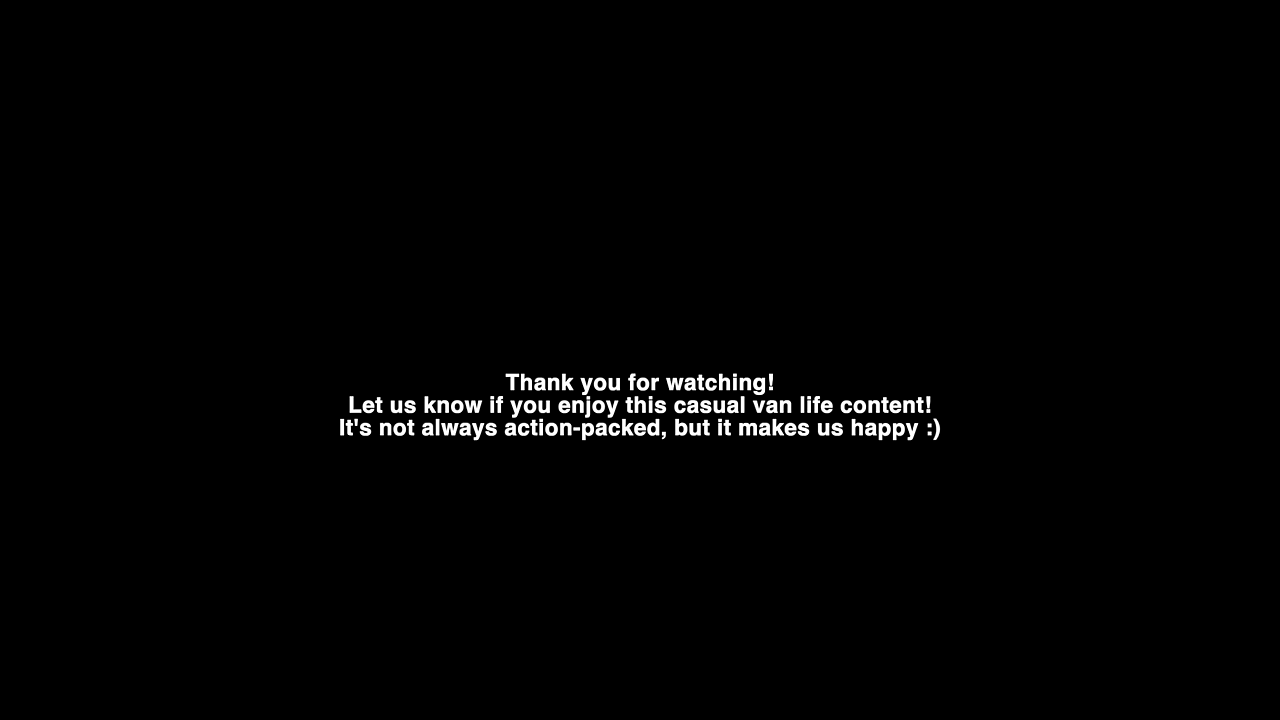 Thank you for watching!
Let us know if you enjoy this casual van life content!
It's not always action-packed, but it makes us happy :)